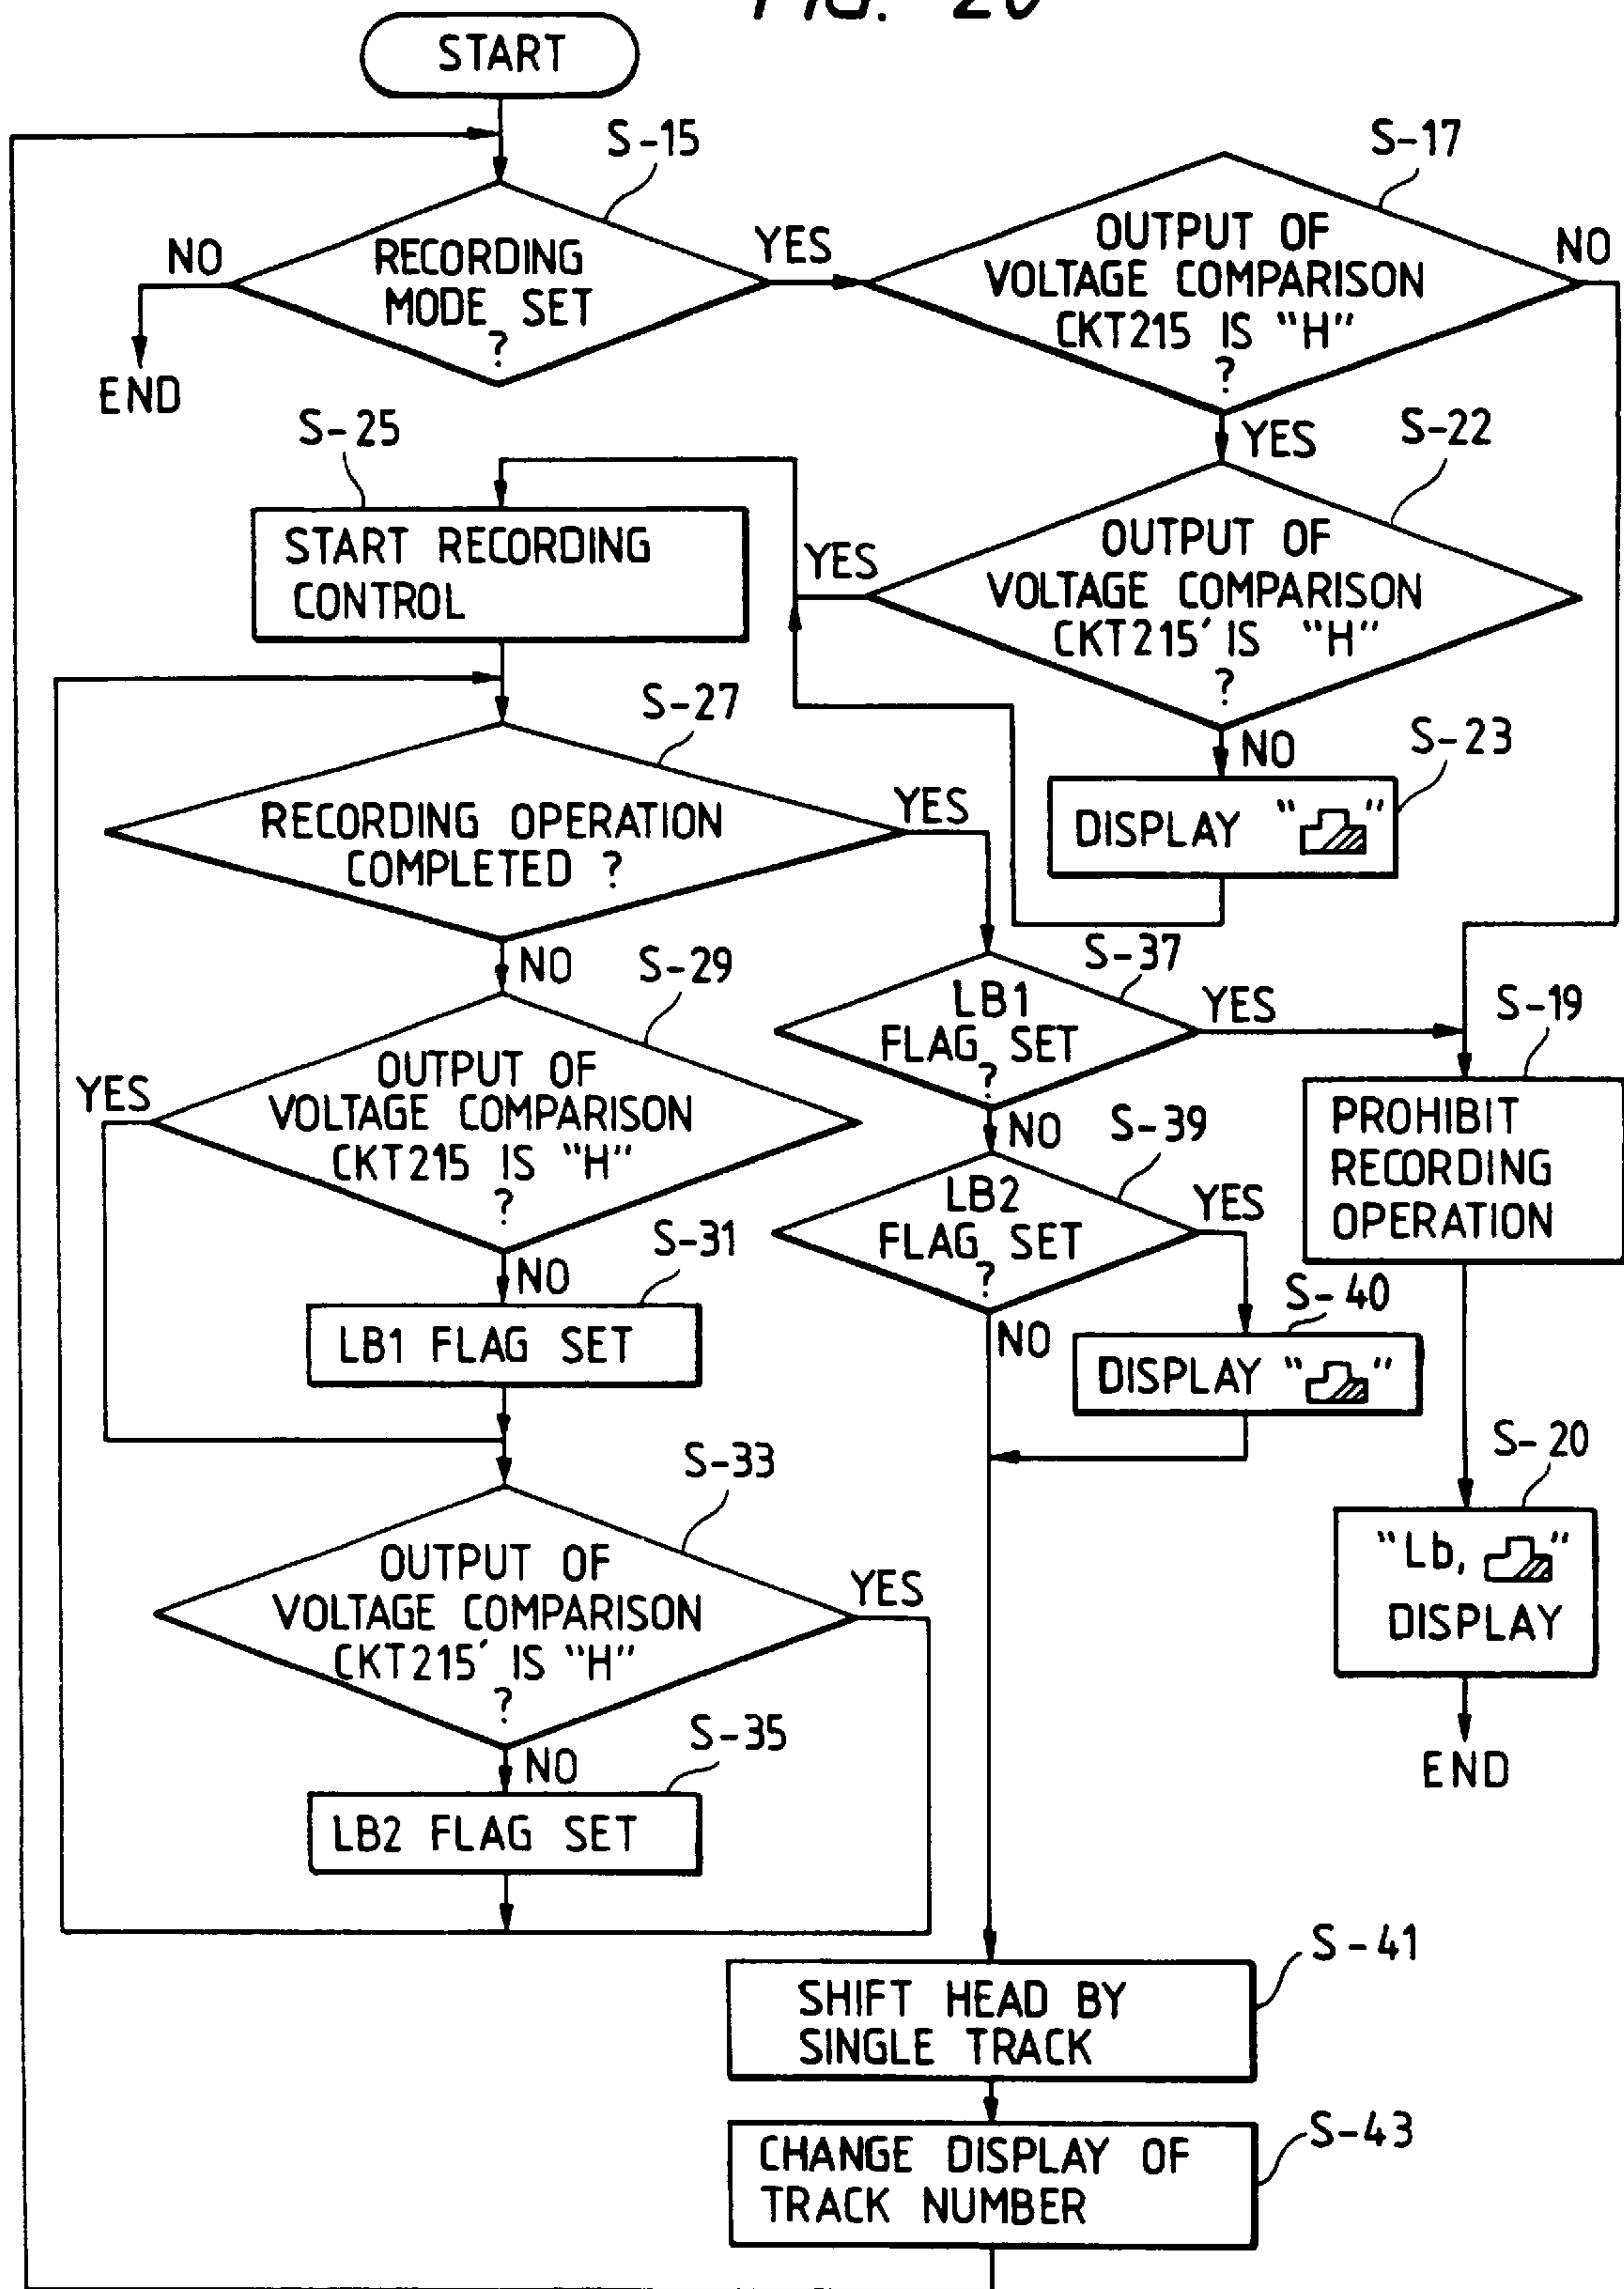 FIG. 20
START
S-15
RECORDING
MODE SET
?
NO
YES
END
S-17
OUTPUT OF
VOLTAGE COMPARISON
CKT215 IS "H"
?
NO
YES
S-22
OUTPUT OF
VOLTAGE COMPARISON
CKT215' IS "H"
?
YES
NO
S-23
DISPLAY " "
S-25
START RECORDING
CONTROL
S-27
RECORDING OPERATION
COMPLETED ?
YES
NO
S-29
OUTPUT OF
VOLTAGE COMPARISON
CKT215 IS "H"
?
YES
NO
S-31
LB1 FLAG SET
S-33
OUTPUT OF
VOLTAGE COMPARISON
CKT215' IS "H"
?
YES
NO
S-35
LB2 FLAG SET
S-37
LB1
FLAG SET
?
YES
NO
S-39
LB2
FLAG SET
?
YES
NO
S-40
DISPLAY " "
S-19
PROHIBIT
RECORDING
OPERATION
S-20
"Lb, "
DISPLAY
END
S-41
SHIFT HEAD BY
SINGLE TRACK
S-43
CHANGE DISPLAY OF
TRACK NUMBER